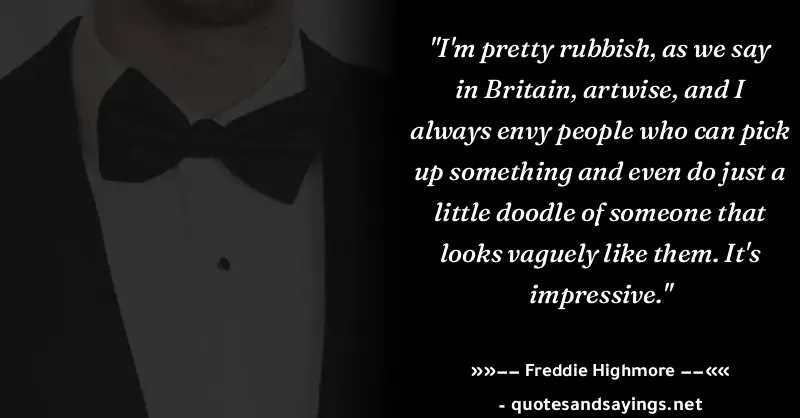 "I'm pretty rubbish, as we say
in Britain, artwise, and I
always envy people who can pick
up something and even do just a
little doodle of someone that
looks vaguely like them. It's
impressive."
»»−− Freddie Highmore −−««
- quotesandsayings.net